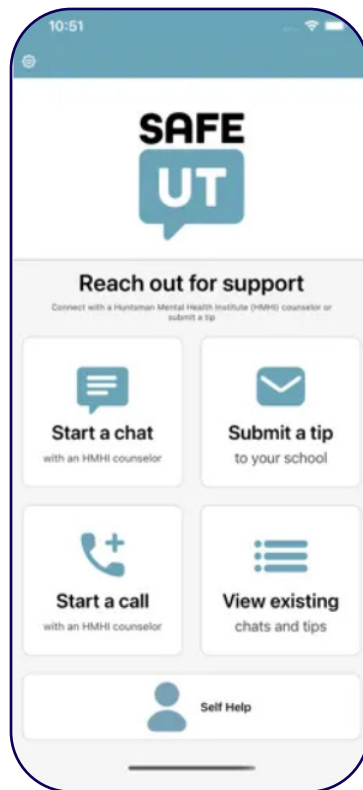 10:51
SAFE
UT
Reach out for support
Connect with a Huntsman Mental Health Institute (HMHI) counselor or
submit a tip
Start a chat
with an HMHI counselor
Submit a tip
to your school
Start a call
with an HMHI counselor
View existing
chats and tips
Self Help